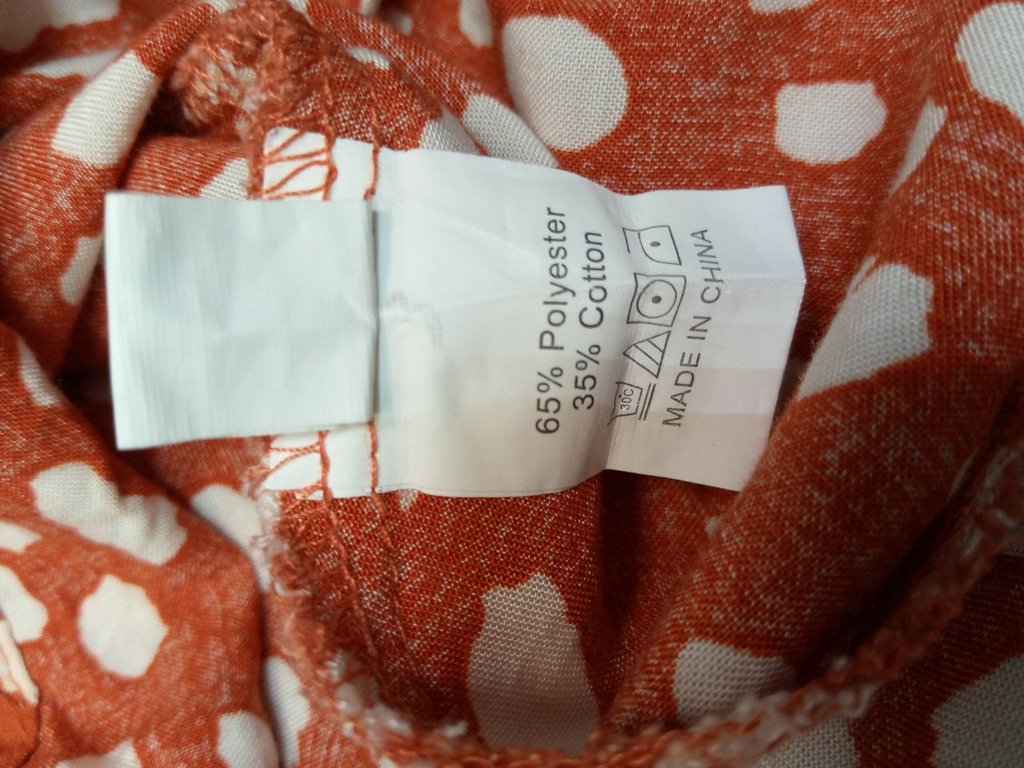 65% Polyester
35% Cotton
30C
MADE IN CHINA